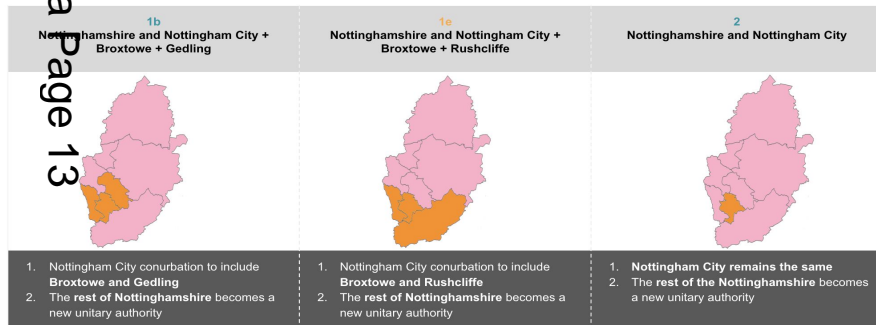 a Page 13
1b
Nottinghamshire and Nottingham City +
Broxtowe + Gedling
1e
Nottinghamshire and Nottingham City +
Broxtowe + Rushcliffe
2
Nottinghamshire and Nottingham City
1. Nottingham City conurbation to include
Broxtowe and Gedling
2. The rest of Nottinghamshire becomes a
new unitary authority
1. Nottingham City conurbation to include
Broxtowe and Rushcliffe
2. The rest of Nottinghamshire becomes a
new unitary authority
1. Nottingham City remains the same
2. The rest of the Nottinghamshire becomes
a new unitary authority